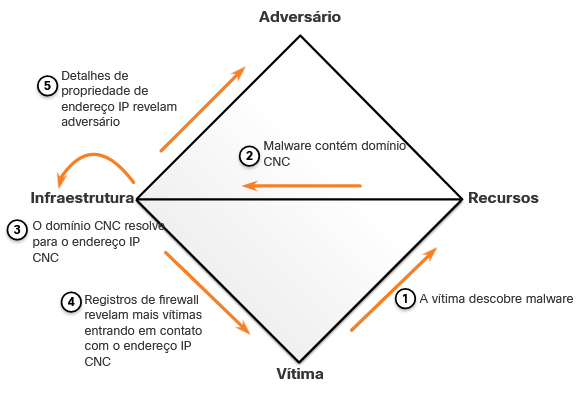 Adversário
5
Detalhes de
propriedade de
endereço IP revelam
adversário
2
Malware contém domínio
CNC
Infraestrutura
Recursos
3
O domínio CNC resolve
para o endereço IP
CNC
4
Registros de firewall
revelam mais vítimas
entrando em contato
com o endereço IP
CNC
1
A vítima descobre malware
Vítima